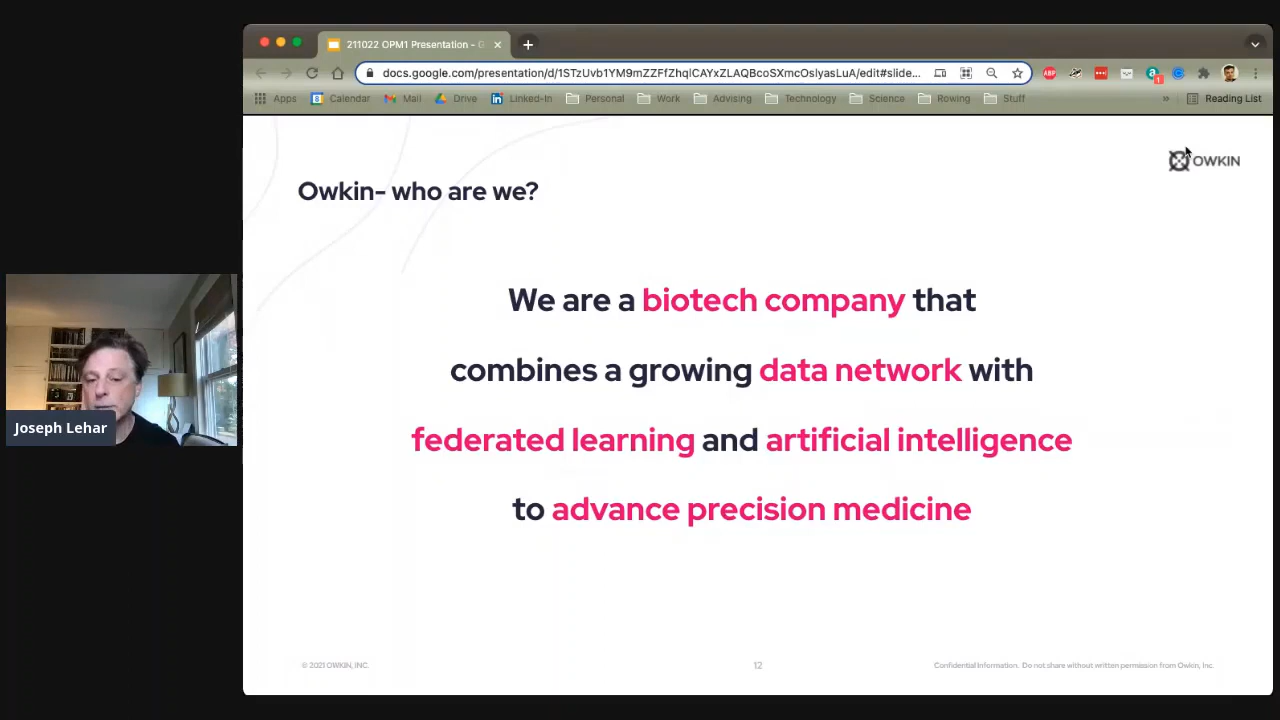 211022 OPM1 Presentation - G
docs.google.com/presentation/d/1STzUvb1YM9mZZFfZhqlCAYxZLAQBcoSXmcOslyasLuA/edit#slide...
Apps Calendar Mail Drive Linked-In Personal Work Advising Technology Science Rowing Stuff » Reading List
OWKIN
Owkin- who are we?
We are a biotech company that
combines a growing data network with
federated learning and artificial intelligence
to advance precision medicine
Joseph Lehar
© 2021 OWKIN, INC.
12
Confidential Information. Do not share without written permission from Owkin, Inc.